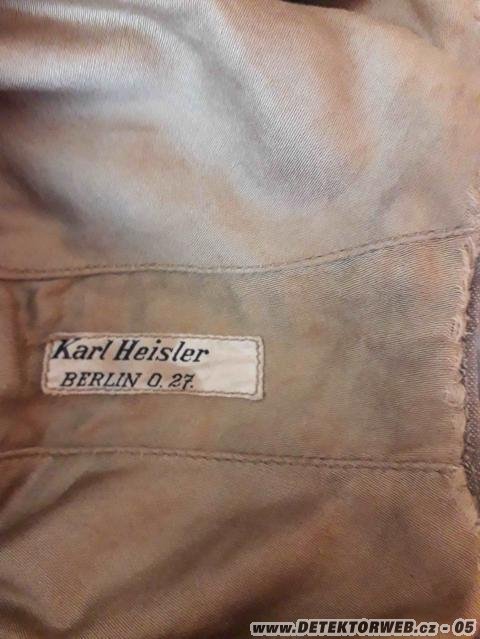 Karl Heisler
BERLIN O. 27.
www.DETEKTORWEB.cz - 05